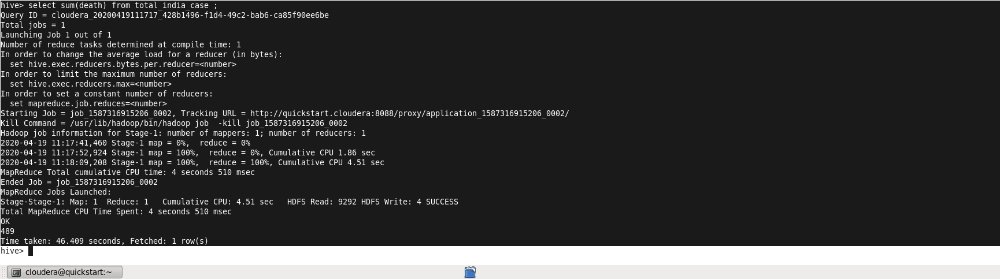 hive> select sum(death) from total_india_case ;
Query ID = cloudera_20200419111717_428b1496-f1d4-49c2-bab6-ca85f90ee6be
Total jobs = 1
Launching Job 1 out of 1
Number of reduce tasks determined at compile time: 1
In order to change the average load for a reducer (in bytes):
  set hive.exec.reducers.bytes.per.reducer=<number>
In order to limit the maximum number of reducers:
  set hive.exec.reducers.max=<number>
In order to set a constant number of reducers:
  set mapreduce.job.reduces=<number>
Starting Job = job_1587316915206_0002, Tracking URL = http://quickstart.cloudera:8088/proxy/application_1587316915206_0002/
Kill Command = /usr/lib/hadoop/bin/hadoop job  -kill job_1587316915206_0002
Hadoop job information for Stage-1: number of mappers: 1; number of reducers: 1
2020-04-19 11:17:41,460 Stage-1 map = 0%,  reduce = 0%
2020-04-19 11:17:52,924 Stage-1 map = 100%,  reduce = 0%, Cumulative CPU 1.86 sec
2020-04-19 11:18:09,208 Stage-1 map = 100%,  reduce = 100%, Cumulative CPU 4.51 sec
MapReduce Total cumulative CPU time: 4 seconds 510 msec
Ended Job = job_1587316915206_0002
MapReduce Jobs Launched:
Stage-Stage-1: Map: 1  Reduce: 1   Cumulative CPU: 4.51 sec   HDFS Read: 9292 HDFS Write: 4 SUCCESS
Total MapReduce CPU Time Spent: 4 seconds 510 msec
OK
489
Time taken: 46.409 seconds, Fetched: 1 row(s)
hive>
cloudera@quickstart:~